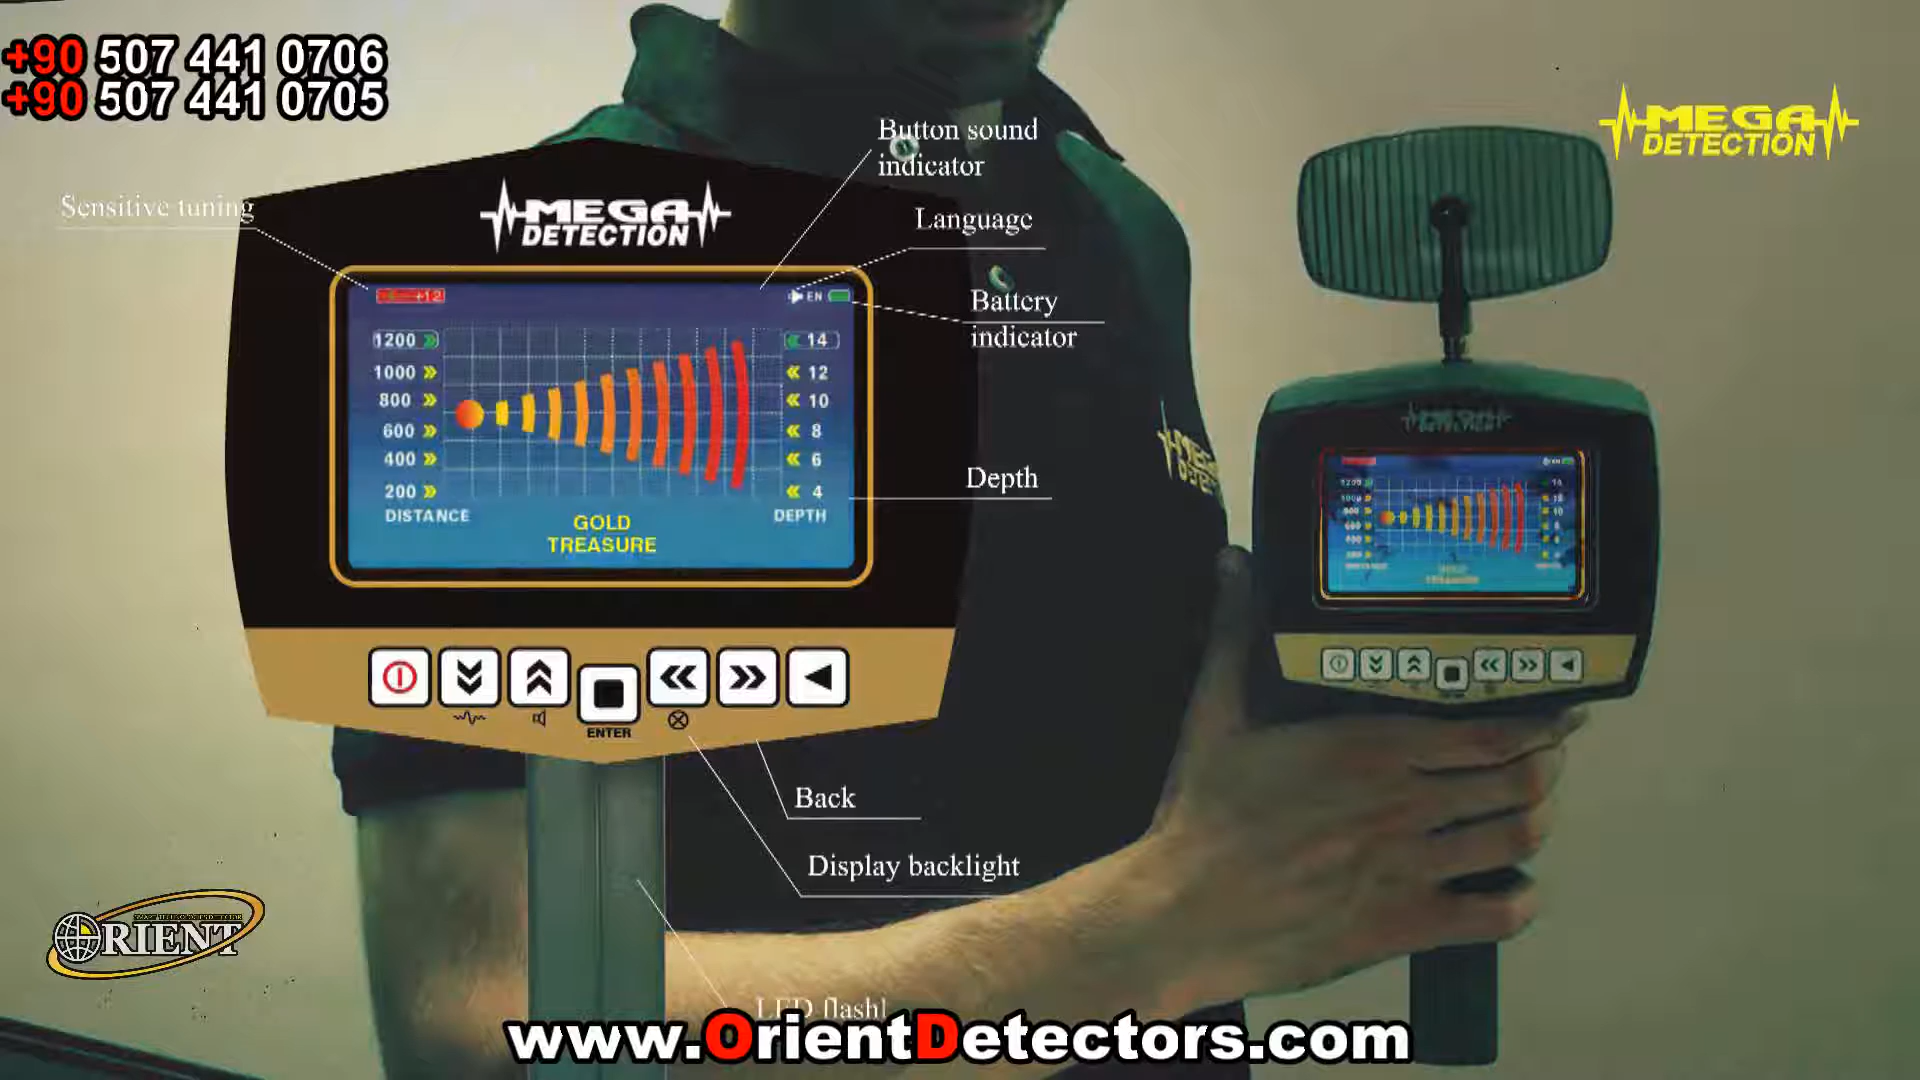 +90 507 441 0706
+90 507 441 0705
MEGA
DETECTION
Button sound
indicator
Sensitive tuning
Language
Battery
indicator
MEGA
DETECTION
+12
EN
1200
1000
800
600
400
200
DISTANCE
14
12
10
8
6
4
DEPTH
GOLD
TREASURE
Depth
ENTER
Back
Display backlight
ORIENT
LED flashl
www.OrientDetectors.com